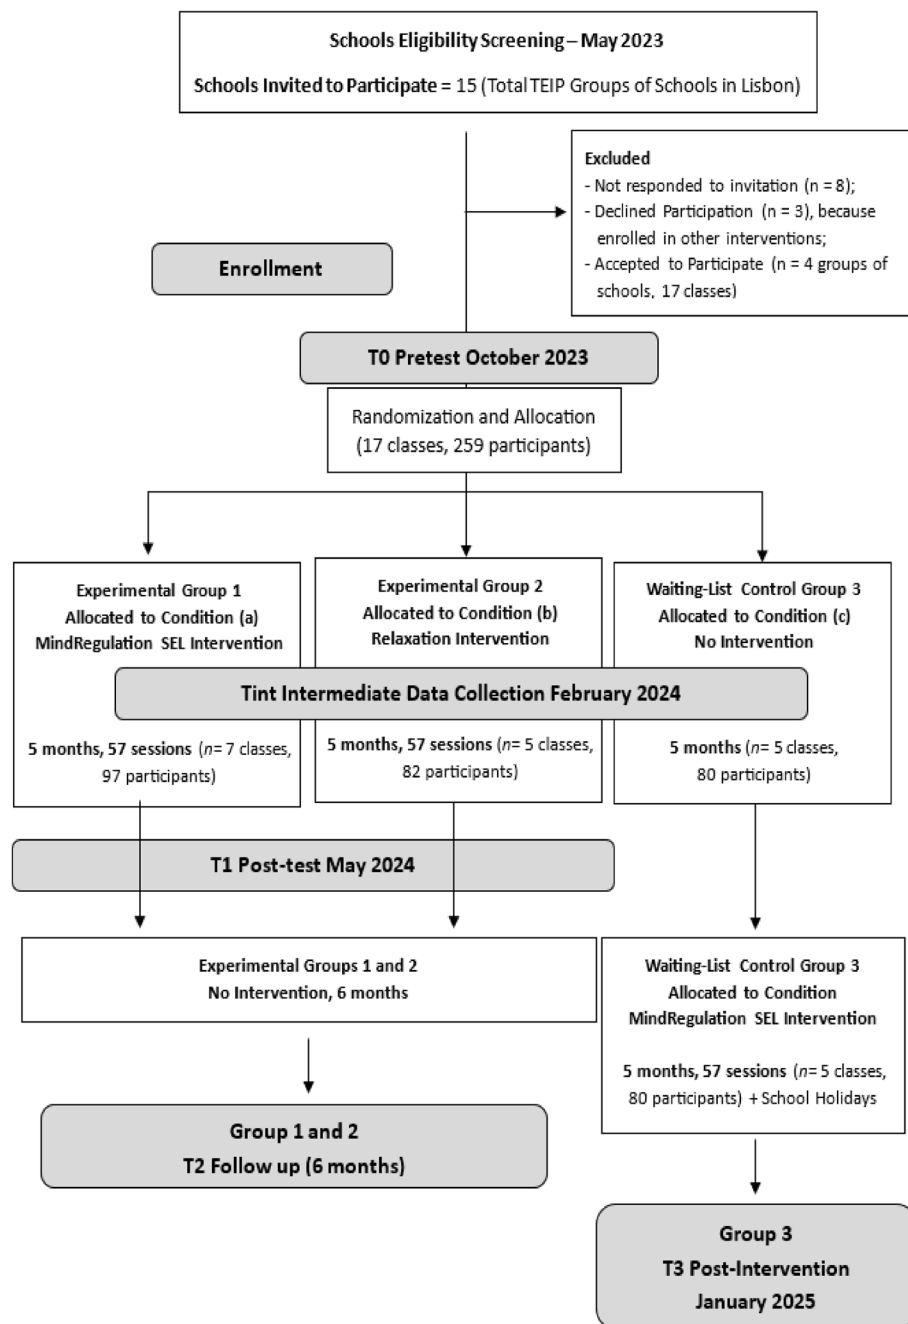 Schools Eligibility Screening – May 2023
Schools Invited to Participate = 15 (Total TEIP Groups of Schools in Lisbon)
Excluded
- Not responded to invitation (n = 8);
- Declined Participation (n = 3), because
enrolled in other interventions;
- Accepted to Participate (n = 4 groups of
schools, 17 classes)
Enrollment
T0 Pretest October 2023
Randomization and Allocation
(17 classes, 259 participants)
Experimental Group 1
Allocated to Condition (a)
MindRegulation SEL Intervention
Experimental Group 2
Allocated to Condition (b)
Relaxation Intervention
Waiting-List Control Group 3
Allocated to Condition (c)
No Intervention
Tint Intermediate Data Collection February 2024
5 months, 57 sessions (n= 7 classes,
97 participants)
5 months, 57 sessions (n= 5 classes,
82 participants)
5 months (n= 5 classes,
80 participants)
T1 Post-test May 2024
Experimental Groups 1 and 2
No Intervention, 6 months
Waiting-List Control Group 3
Allocated to Condition
MindRegulation SEL Intervention
5 months, 57 sessions (n= 5 classes,
80 participants) + School Holidays
Group 1 and 2
T2 Follow up (6 months)
Group 3
T3 Post-Intervention
January 2025